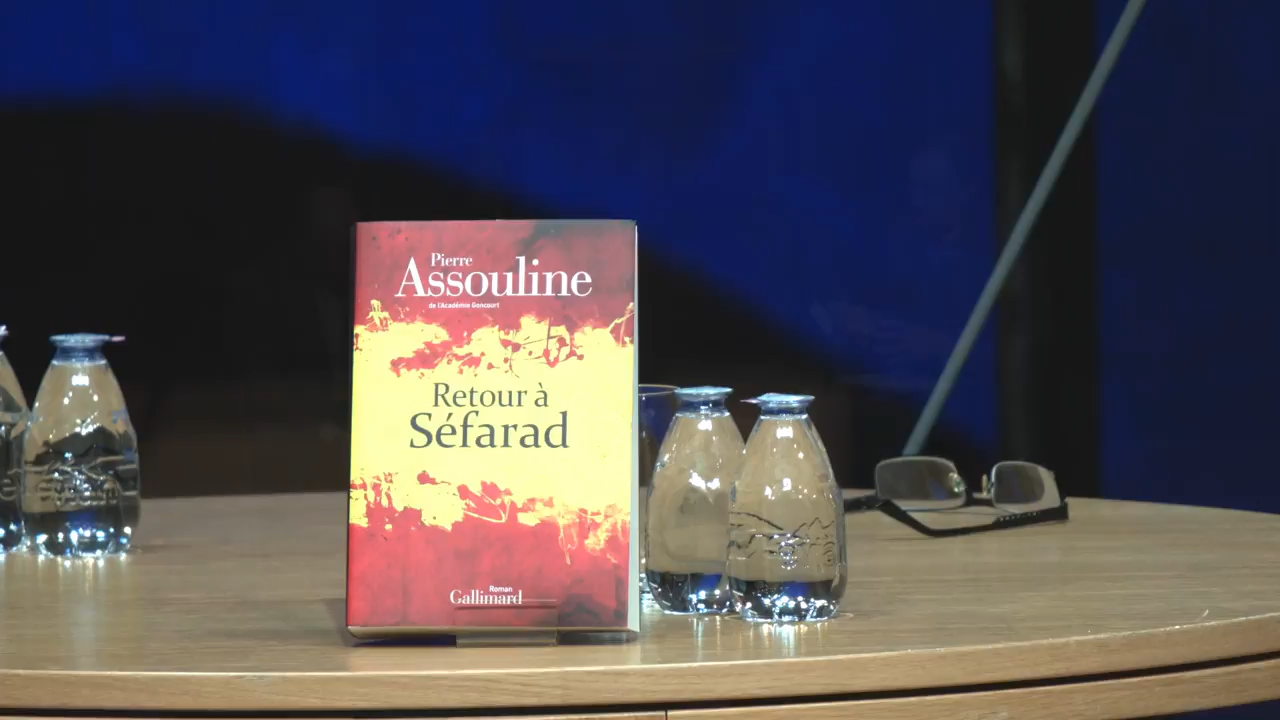 Pierre
Assouline
de l'Académie Goncourt
Retour à
Séfarad
Roman
Gallimard